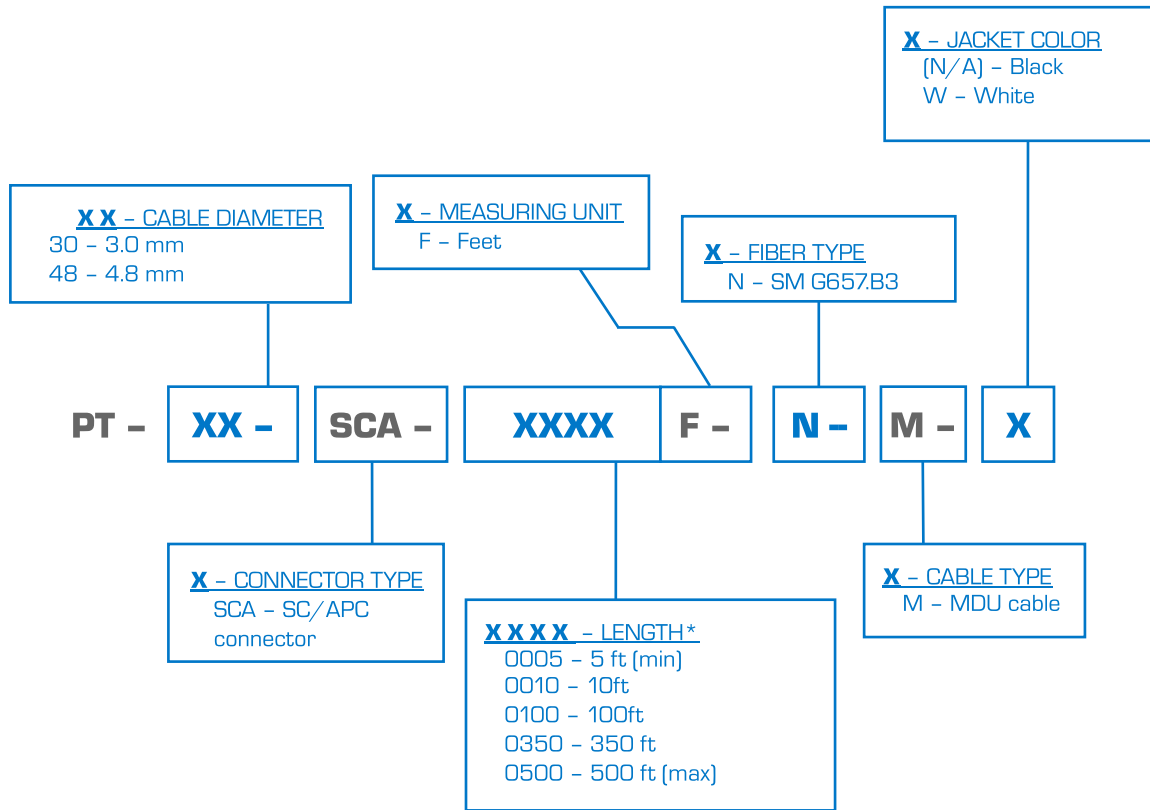 X – JACKET COLOR
(N/A) – Black
W – White
XX – CABLE DIAMETER
30 – 3.0 mm
48 – 4.8 mm
X – MEASURING UNIT
F – Feet
X – FIBER TYPE
N – SM G657.B3
PT – XX – SCA – XXXX F – N – M – X
X – CONNECTOR TYPE
SCA – SC/APC
connector
XXXX – LENGTH*
0005 – 5 ft (min)
0010 – 10ft
0100 – 100ft
0350 – 350 ft
0500 – 500 ft (max)
X – CABLE TYPE
M – MDU cable